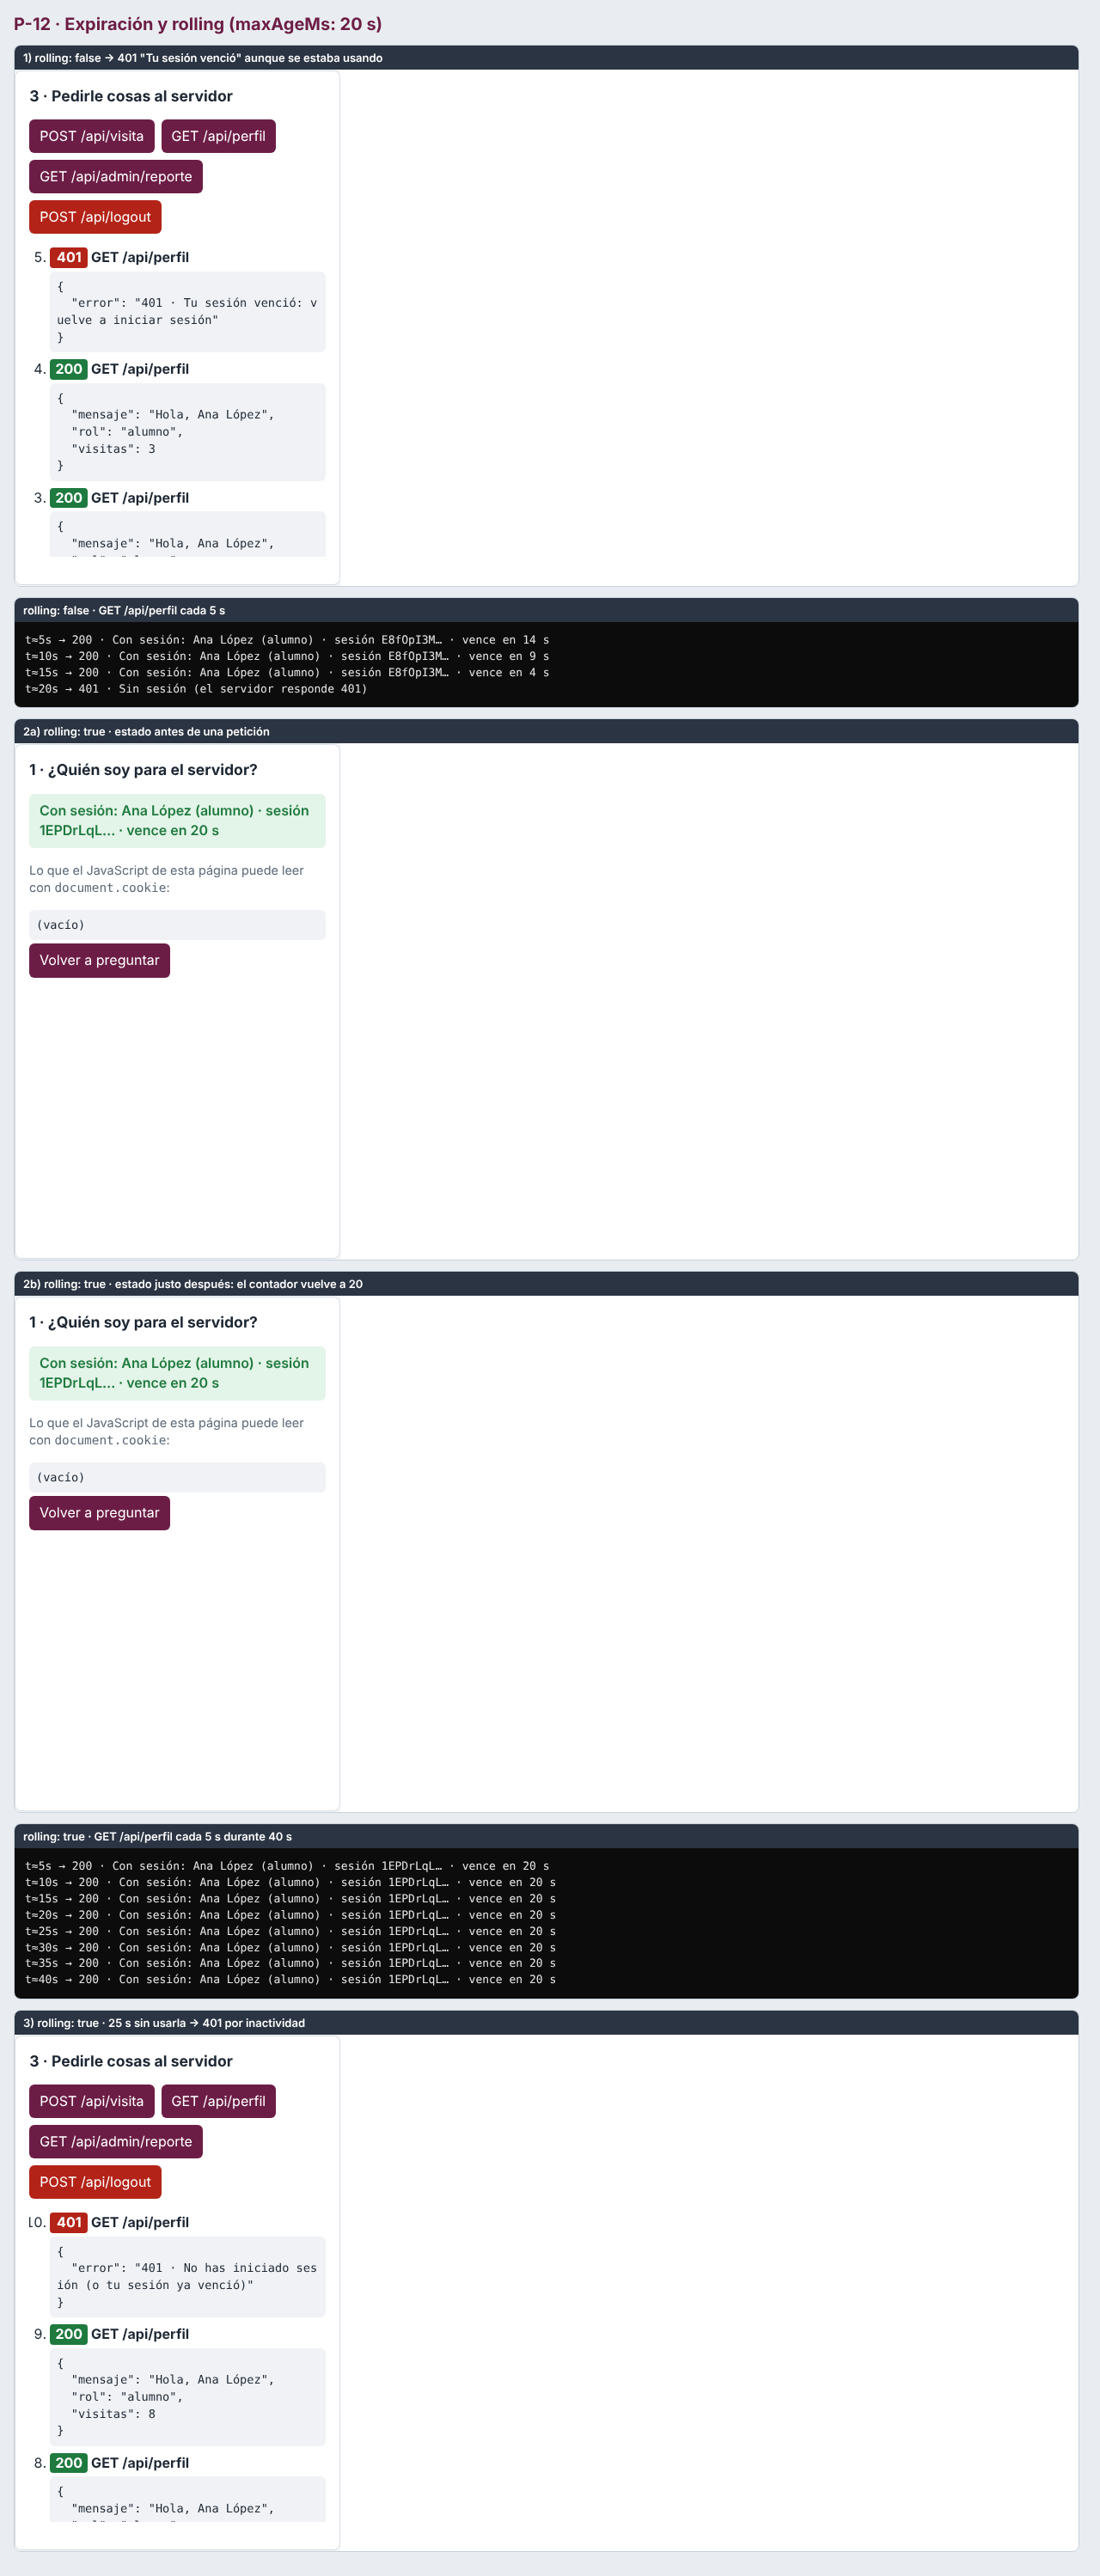 P-12 · Expiración y rolling (maxAgeMs: 20 s)
1) rolling: false → 401 "Tu sesión venció" aunque se estaba usando
3 · Pedirle cosas al servidor
POST /api/visita GET /api/perfil
GET /api/admin/reporte
POST /api/logout
5. 401 GET /api/perfil
{
"error": "401 · Tu sesión venció: v
uelve a iniciar sesión"
}
4. 200 GET /api/perfil
{
"mensaje": "Hola, Ana López",
"rol": "alumno",
"visitas": 3
}
3. 200 GET /api/perfil
{
"mensaje": "Hola, Ana López",
rolling: false · GET /api/perfil cada 5 s
t≈5s → 200 · Con sesión: Ana López (alumno) · sesión E8fOpI3M… · vence en 14 s
t≈10s → 200 · Con sesión: Ana López (alumno) · sesión E8fOpI3M… · vence en 9 s
t≈15s → 200 · Con sesión: Ana López (alumno) · sesión E8fOpI3M… · vence en 4 s
t≈20s → 401 · Sin sesión (el servidor responde 401)
2a) rolling: true · estado antes de una petición
1 · ¿Quién soy para el servidor?
Con sesión: Ana López (alumno) · sesión
1EPDrLqL… · vence en 20 s
Lo que el JavaScript de esta página puede leer
con document.cookie:
(vacío)
Volver a preguntar
2b) rolling: true · estado justo después: el contador vuelve a 20
1 · ¿Quién soy para el servidor?
Con sesión: Ana López (alumno) · sesión
1EPDrLqL… · vence en 20 s
Lo que el JavaScript de esta página puede leer
con document.cookie:
(vacío)
Volver a preguntar
rolling: true · GET /api/perfil cada 5 s durante 40 s
t≈5s → 200 · Con sesión: Ana López (alumno) · sesión 1EPDrLqL… · vence en 20 s
t≈10s → 200 · Con sesión: Ana López (alumno) · sesión 1EPDrLqL… · vence en 20 s
t≈15s → 200 · Con sesión: Ana López (alumno) · sesión 1EPDrLqL… · vence en 20 s
t≈20s → 200 · Con sesión: Ana López (alumno) · sesión 1EPDrLqL… · vence en 20 s
t≈25s → 200 · Con sesión: Ana López (alumno) · sesión 1EPDrLqL… · vence en 20 s
t≈30s → 200 · Con sesión: Ana López (alumno) · sesión 1EPDrLqL… · vence en 20 s
t≈35s → 200 · Con sesión: Ana López (alumno) · sesión 1EPDrLqL… · vence en 20 s
t≈40s → 200 · Con sesión: Ana López (alumno) · sesión 1EPDrLqL… · vence en 20 s
3) rolling: true · 25 s sin usarla → 401 por inactividad
3 · Pedirle cosas al servidor
POST /api/visita GET /api/perfil
GET /api/admin/reporte
POST /api/logout
10. 401 GET /api/perfil
{
"error": "401 · No has iniciado ses
ión (o tu sesión ya venció)"
}
9. 200 GET /api/perfil
{
"mensaje": "Hola, Ana López",
"rol": "alumno",
"visitas": 8
}
8. 200 GET /api/perfil
{
"mensaje": "Hola, Ana López",